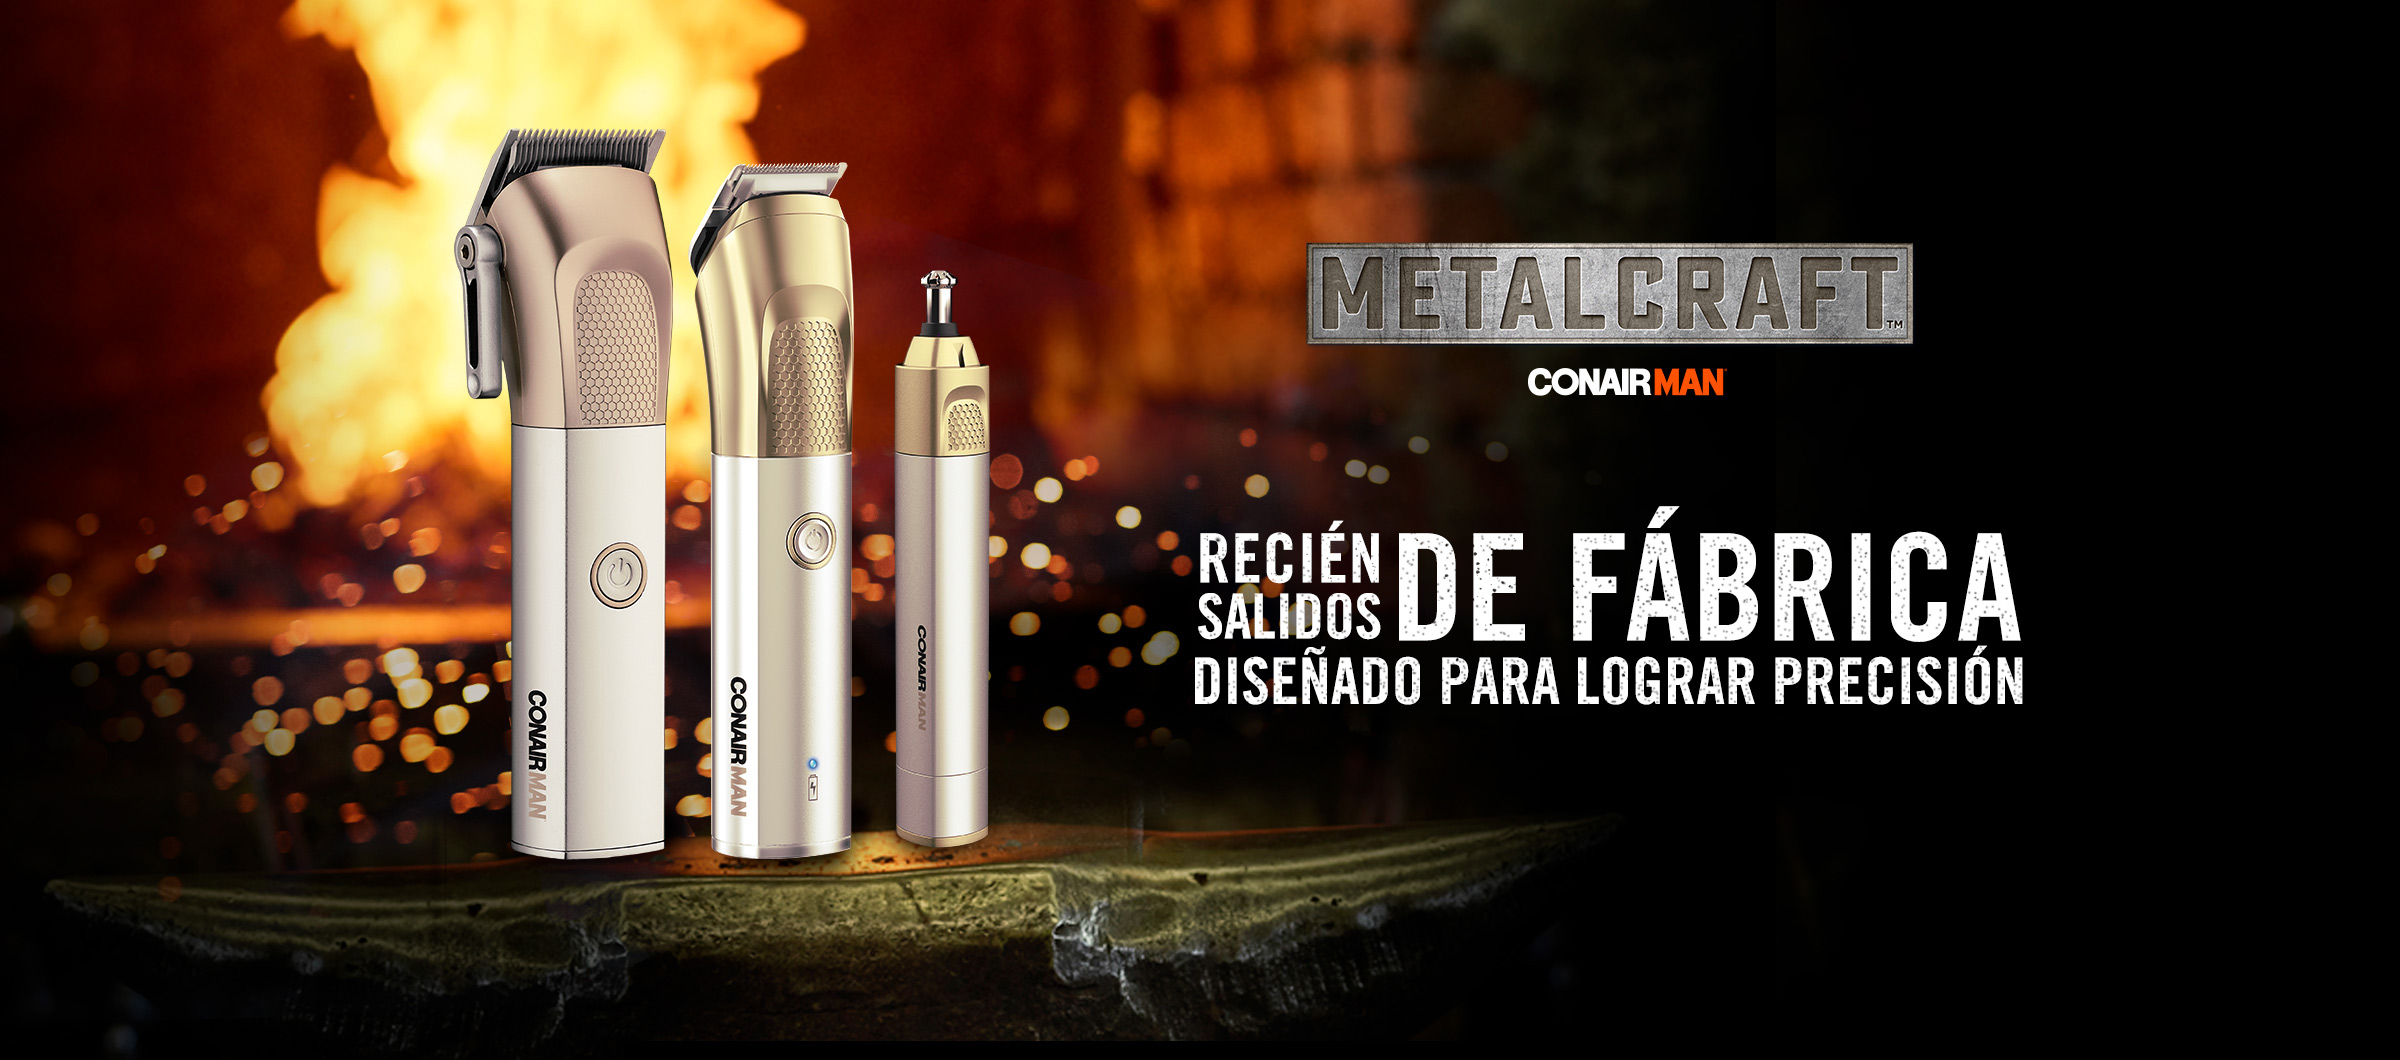 METALCRAFT™
CONAIRMAN
RECIÉN
SALIDOS
DE FÁBRICA
DISEÑADO PARA LOGRAR PRECISIÓN
CONAIRMAN
CONAIRMAN
CONAIRMAN